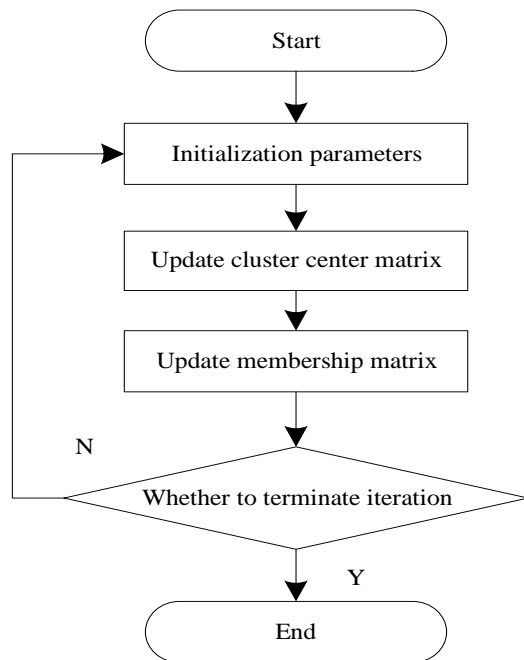 Start
Initialization parameters
Update cluster center matrix
Update membership matrix
N
Whether to terminate iteration
Y
End